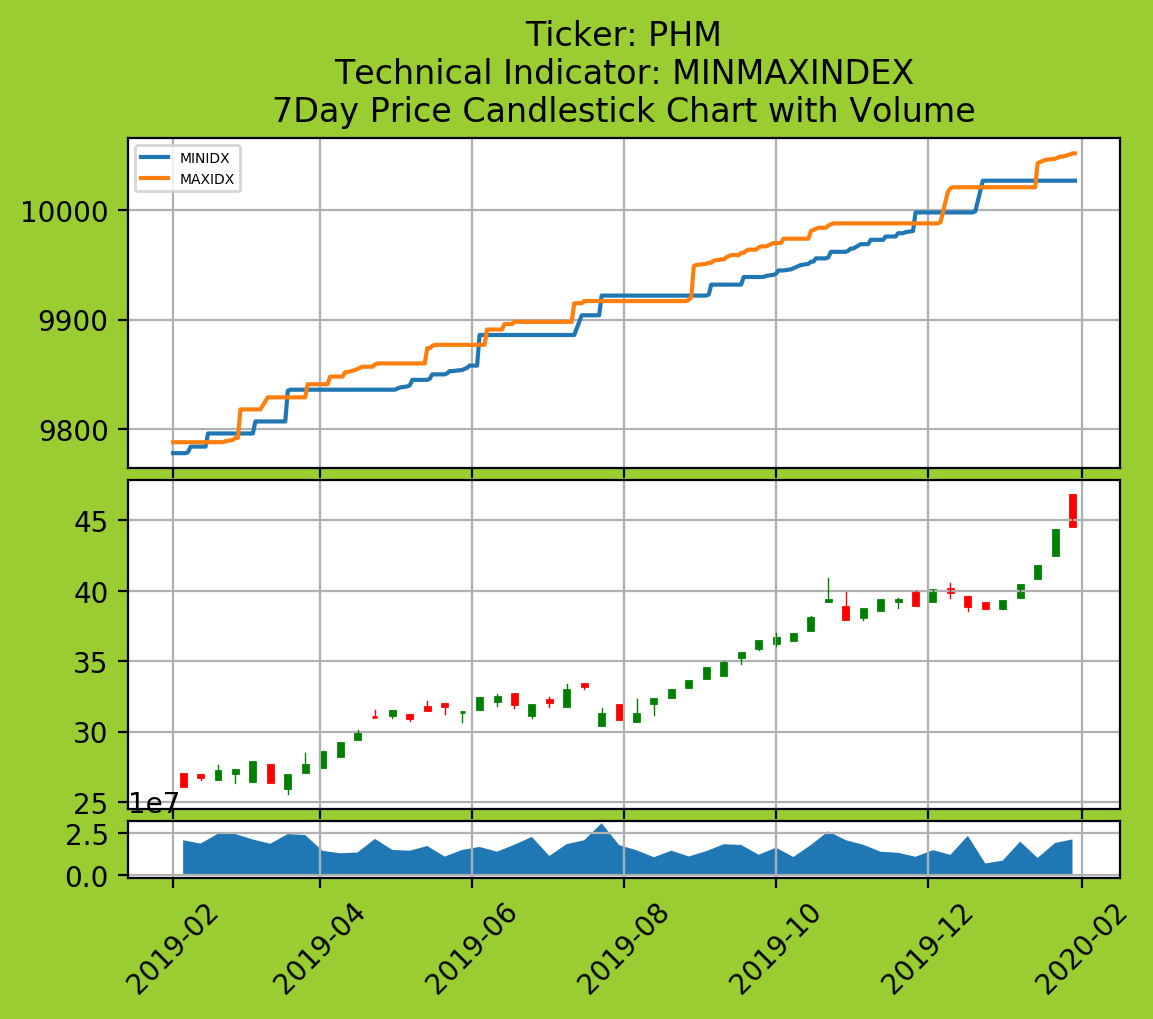 Ticker: PHM
Technical Indicator: MINMAXINDEX
7Day Price Candlestick Chart with Volume
MINIDX
MAXIDX
10000
9900
9800
45
40
35
30
25
1e7
2.5
0.0
2019-02
2019-04
2019-06
2019-08
2019-10
2019-12
2020-02